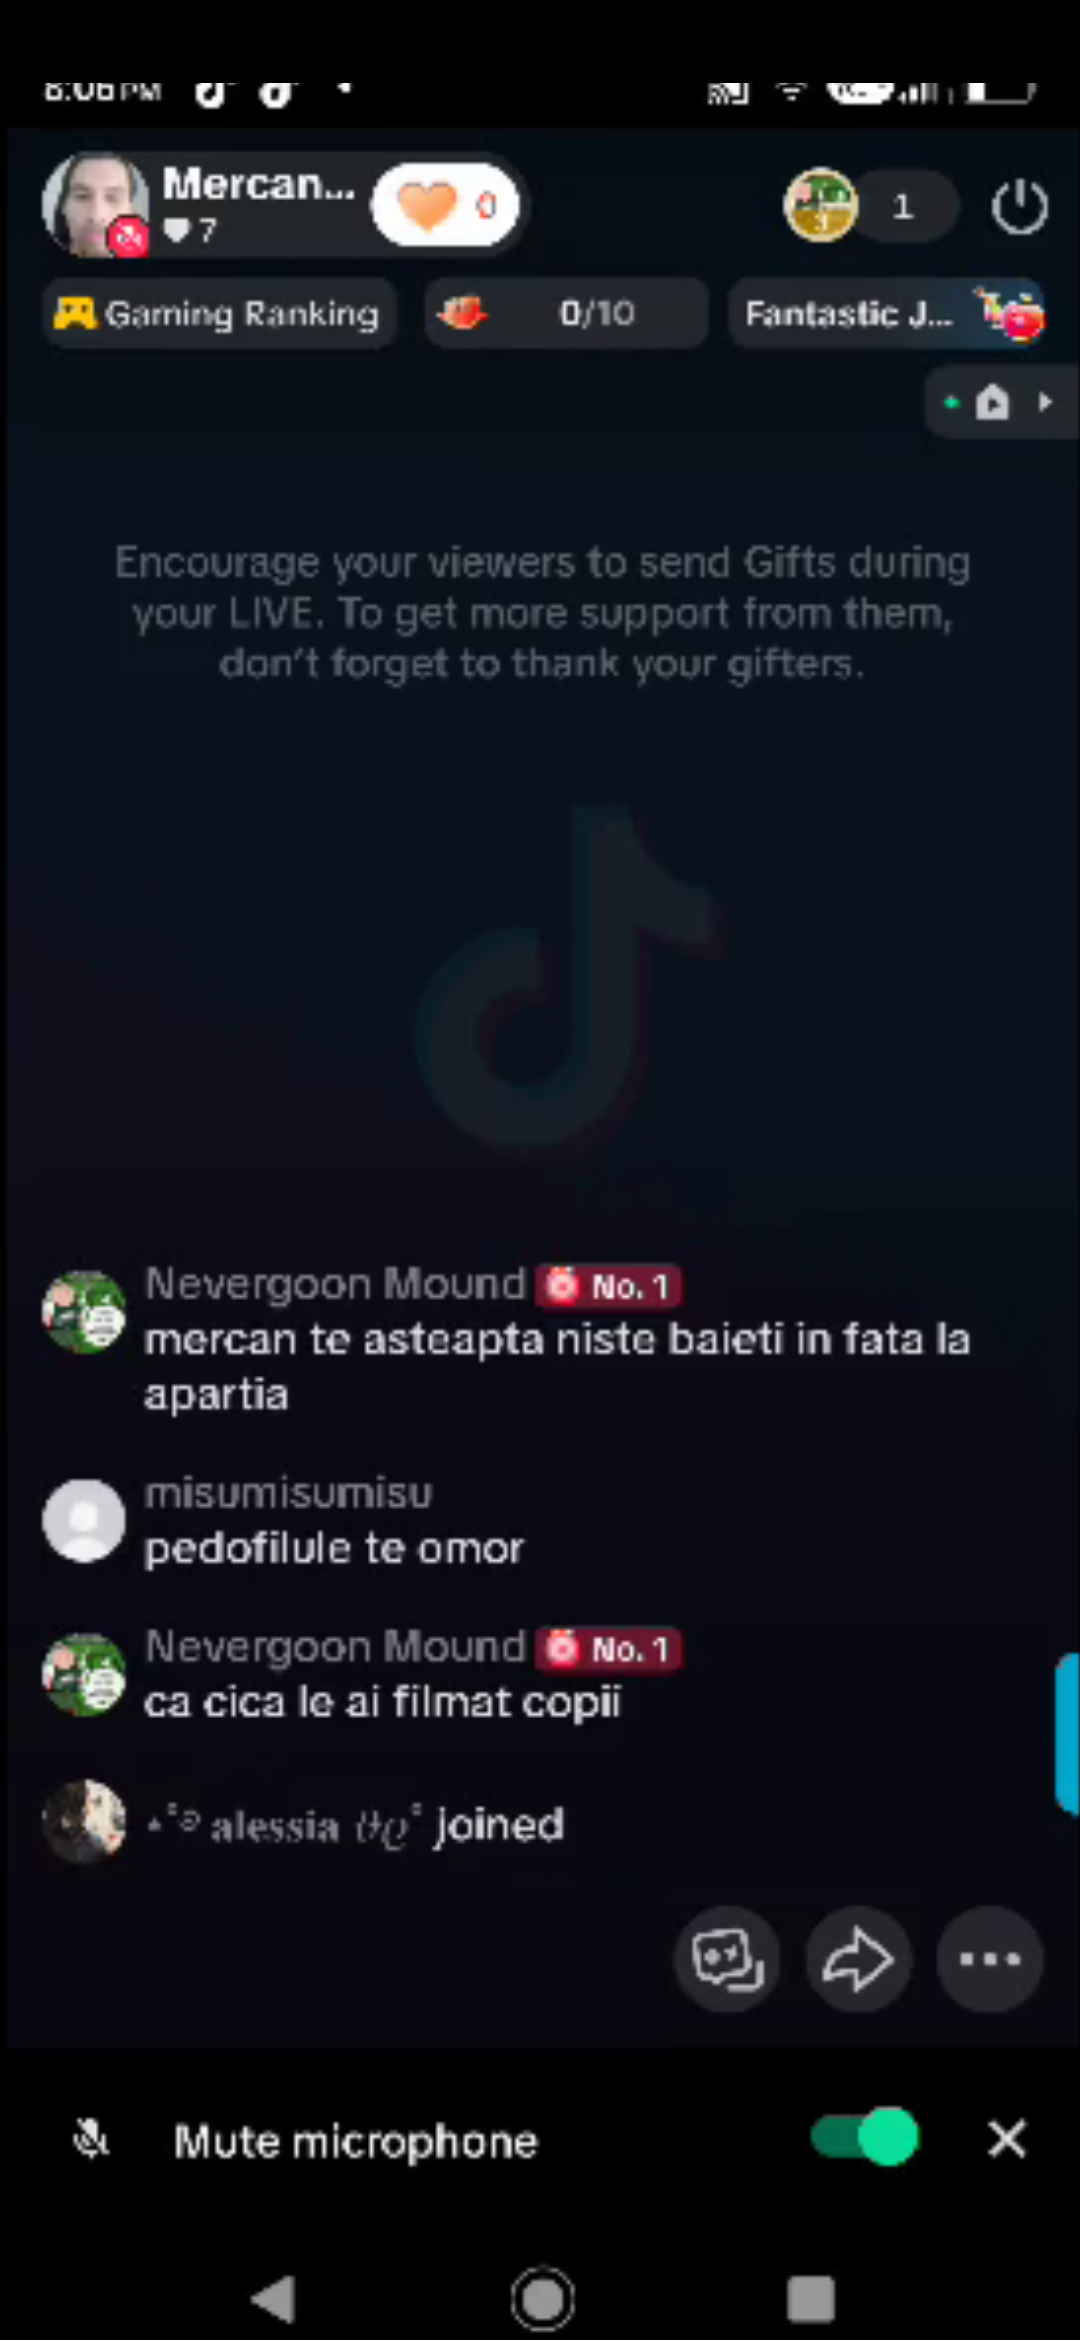 8:06 PM
Mercan...
0
7
1
Gaming Ranking
0/10
Fantastic J...
Encourage your viewers to send Gifts during
your LIVE. To get more support from them,
don't forget to thank your gifters.
Nevergoon Mound No. 1
mercan te asteapta niste baieti in fata la
apartia
misumisumisu
pedofilule te omor
Nevergoon Mound No. 1
ca cica le ai filmat copii
alessia joined
Mute microphone